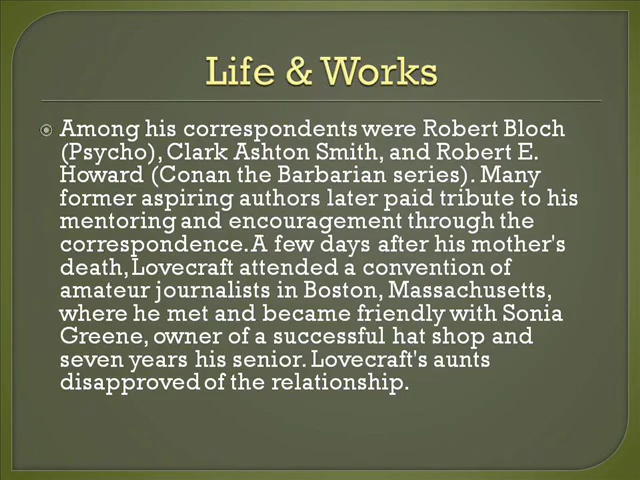 Life & Works
Among his correspondents were Robert Bloch
(Psycho), Clark Ashton Smith, and Robert E.
Howard (Conan the Barbarian series). Many
former aspiring authors later paid tribute to his
mentoring and encouragement through the
correspondence. A few days after his mother's
death, Lovecraft attended a convention of
amateur journalists in Boston, Massachusetts,
where he met and became friendly with Sonia
Greene, owner of a successful hat shop and
seven years his senior. Lovecraft's aunts
disapproved of the relationship.